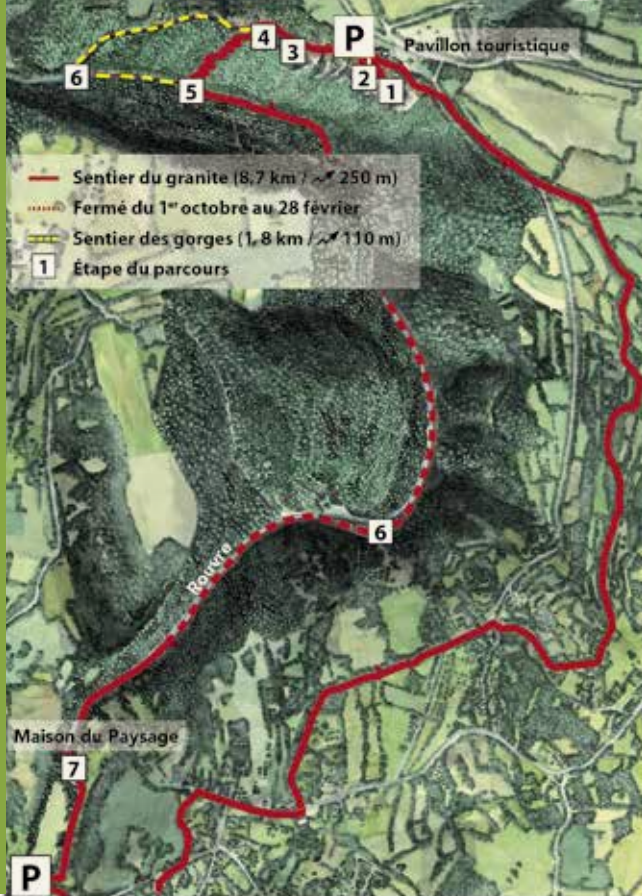 4
3
P
Pavillon touristique
6
2
5
1
Sentier du granite (8,7 km / 250 m)
Fermé du 1er octobre au 28 février
Sentier des gorges (1,8 km / 110 m)
1 Étape du parcours
6
Rouvre
Maison du Paysage
7
P